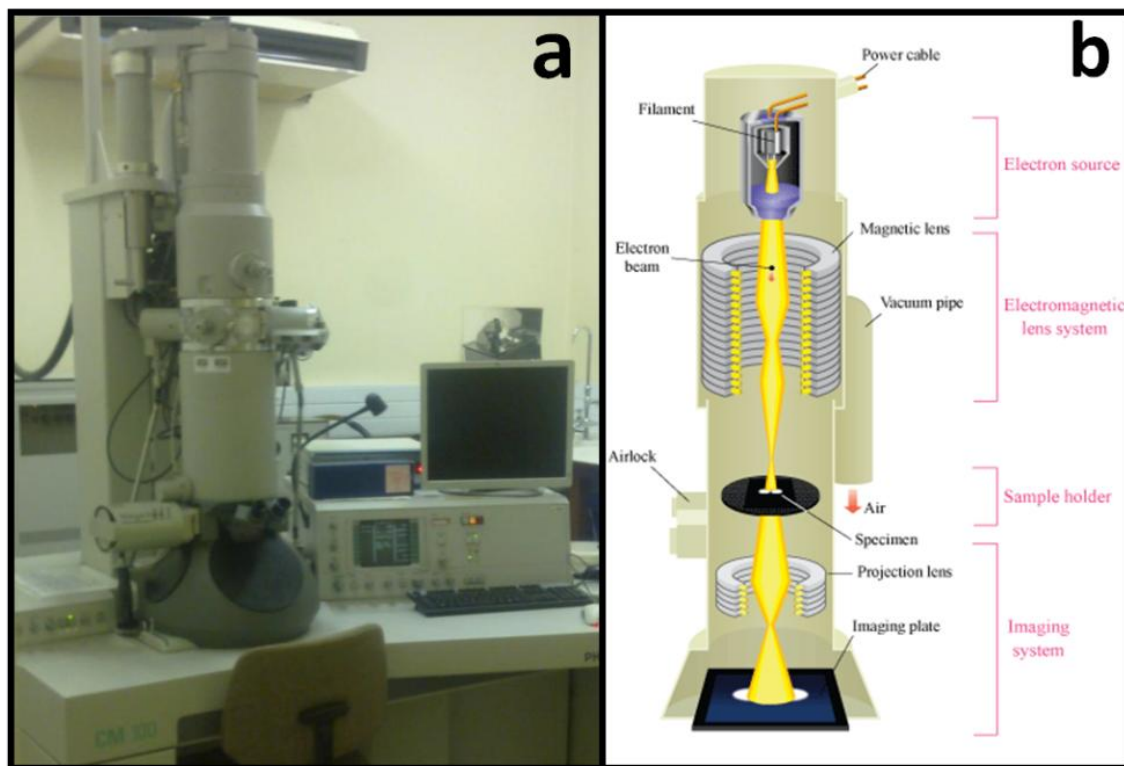 a
CM 100
b
Power cable
Filament
Electron source
Magnetic lens
Electron
beam
Vacuum pipe
Electromagnetic
lens system
Airlock
Air
Sample holder
Specimen
Projection lens
Imaging plate
Imaging
system